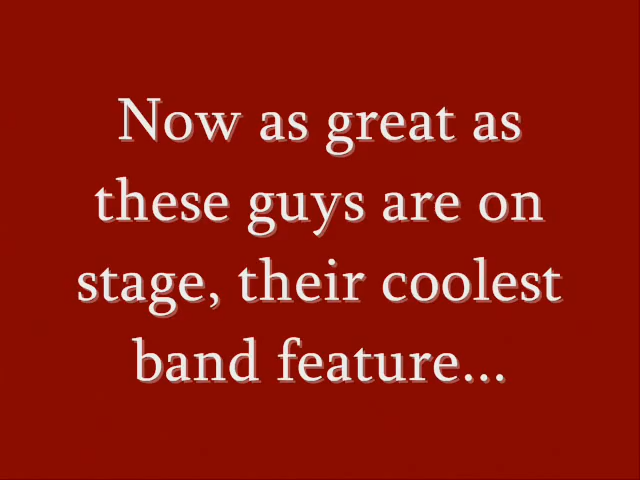 Now as great as
these guys are on
stage, their coolest
band feature...